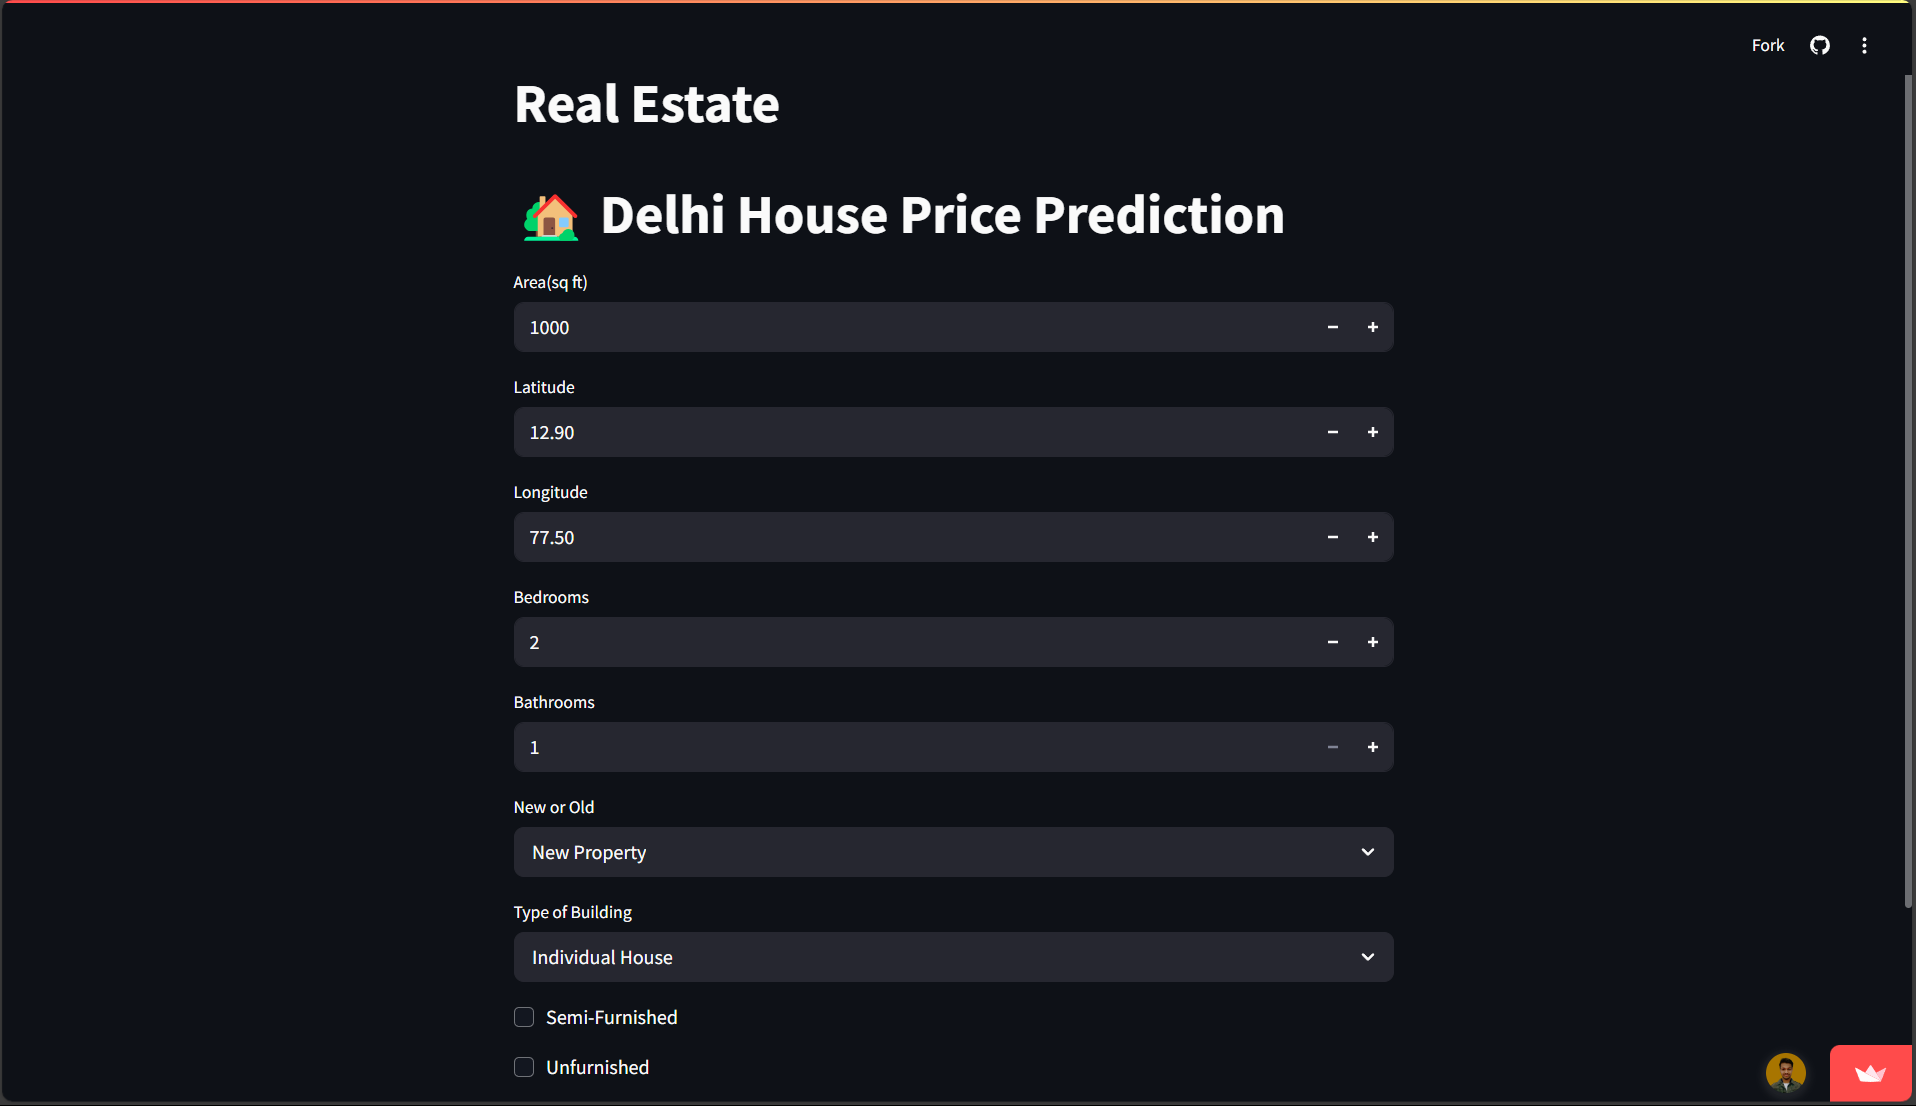 Fork
Real Estate
Delhi House Price Prediction
Area(sq ft)
1000
Latitude
12.90
Longitude
77.50
Bedrooms
2
Bathrooms
1
New or Old
New Property
Type of Building
Individual House
Semi-Furnished
Unfurnished